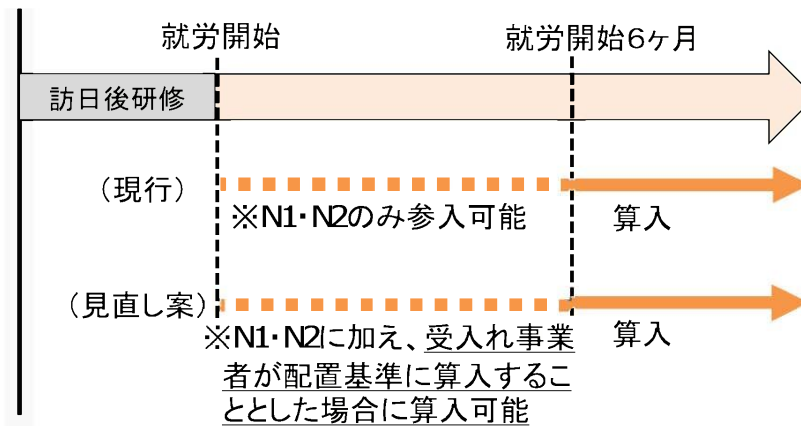 就労開始
就労開始6ヶ月
訪日後研修
（現行）
※N1・N2のみ参入可能
算入
（見直し案）
※N1・N2に加え、受入れ事業
者が配置基準に算入するこ
ととした場合に算入可能
算入